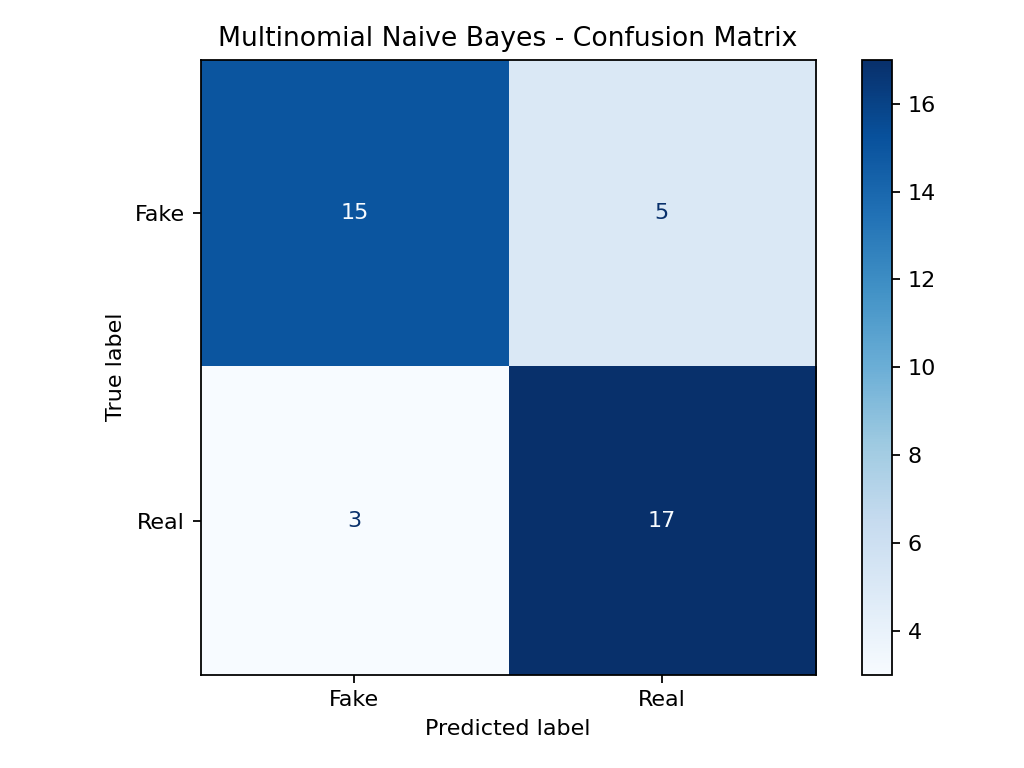 Multinomial Naive Bayes - Confusion Matrix
True label
Fake
15
5
Real
3
17
Fake
Real
Predicted label
16
14
12
10
8
6
4